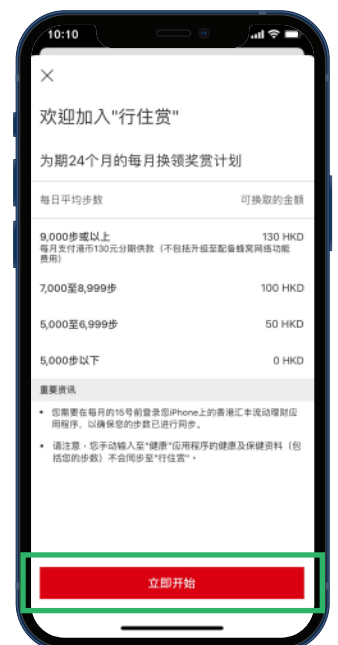 10:10
欢迎加入"行住赏"
为期24个月的每月换领奖赏计划
每日平均步数 可换取的金額
9,000步或以上 130 HKD
每月支付港币130元分期供款（不包括升级至配备蜂窝网络功能
费用）
7,000至8,999步 100 HKD
5,000至6,999步 50 HKD
5,000步以下 0 HKD
重要资讯
• 您需要在每月的15号前登录您iPhone上的香港汇丰流动理财应
用程序，以确保您的步数已进行同步。
• 请注意，您手动输入至“健康”应用程序的健康及保健资料（包
括您的步数）不会同步至“行住赏”。
立即开始